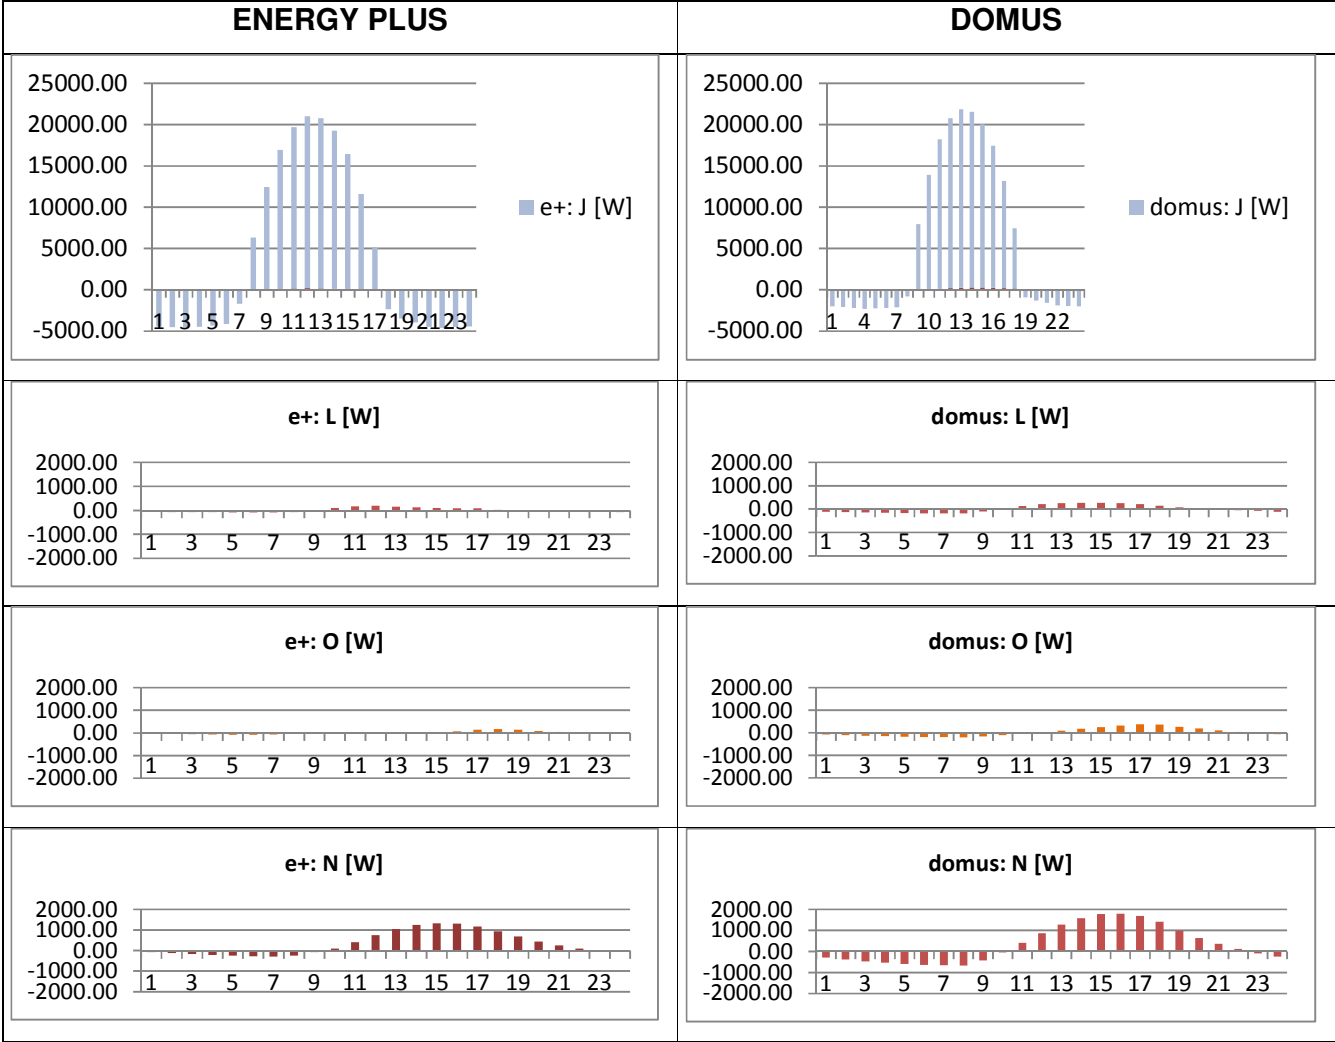 ENERGY PLUS
DOMUS
25000.00
20000.00
15000.00
10000.00
5000.00
0.00
-5000.00
1 3 5 7 9 11 13 15 17 19 21 23
e+: J [W]
25000.00
20000.00
15000.00
10000.00
5000.00
0.00
-5000.00
1 4 7 10 13 16 19 22
domus: J [W]
e+: L [W]
2000.00
1000.00
0.00
-1000.00
-2000.00
1 3 5 7 9 11 13 15 17 19 21 23
domus: L [W]
2000.00
1000.00
0.00
-1000.00
-2000.00
1 3 5 7 9 11 13 15 17 19 21 23
e+: O [W]
2000.00
1000.00
0.00
-1000.00
-2000.00
1 3 5 7 9 11 13 15 17 19 21 23
domus: O [W]
2000.00
1000.00
0.00
-1000.00
-2000.00
1 3 5 7 9 11 13 15 17 19 21 23
e+: N [W]
2000.00
1000.00
0.00
-1000.00
-2000.00
1 3 5 7 9 11 13 15 17 19 21 23
domus: N [W]
2000.00
1000.00
0.00
-1000.00
-2000.00
1 3 5 7 9 11 13 15 17 19 21 23